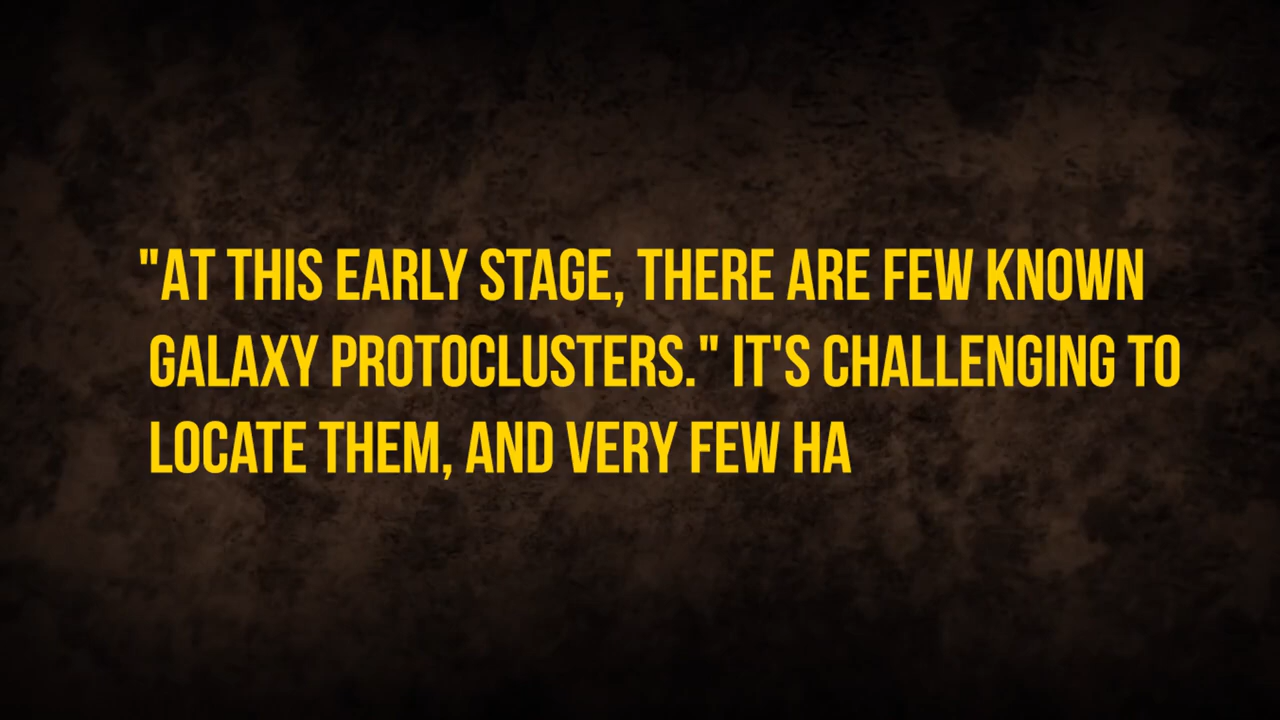 "AT THIS EARLY STAGE, THERE ARE FEW KNOWN
GALAXY PROTOCLUSTERS." IT'S CHALLENGING TO
LOCATE THEM, AND VERY FEW HA